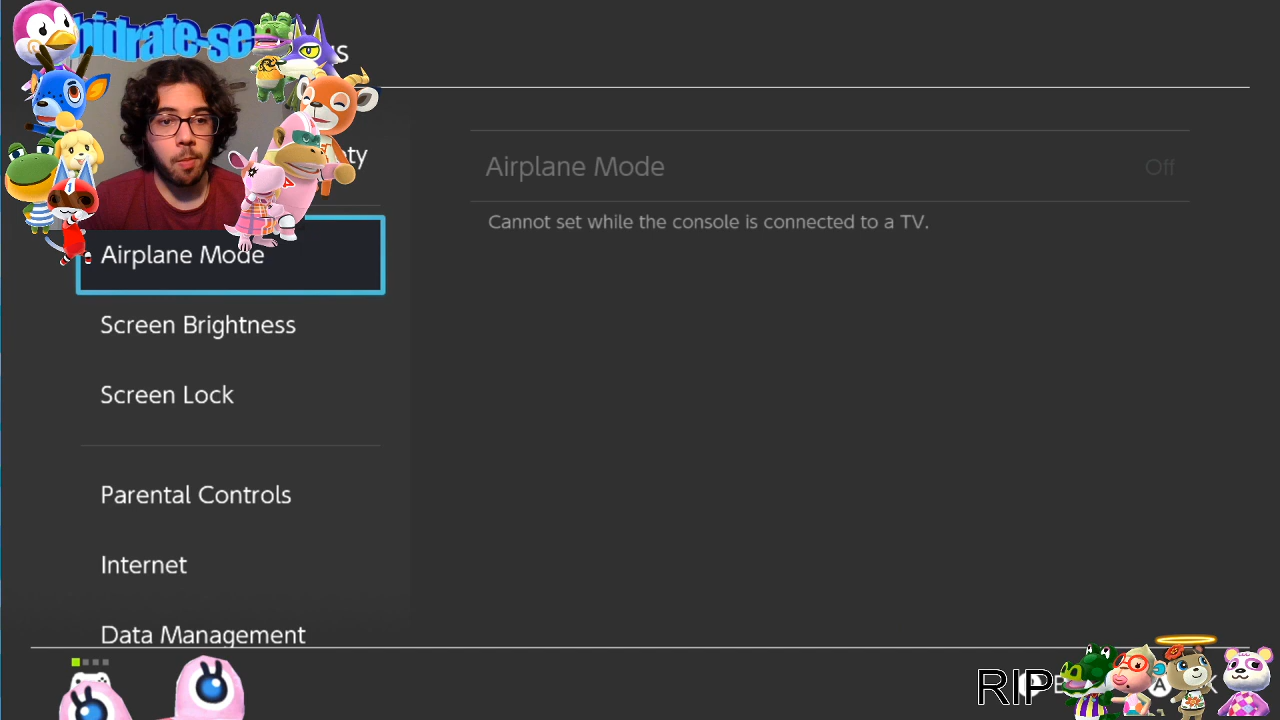 hidrate-se
Airplane Mode
Off
Cannot set while the console is connected to a TV.
Airplane Mode
Screen Brightness
Screen Lock
Parental Controls
Internet
Data Management
RIP